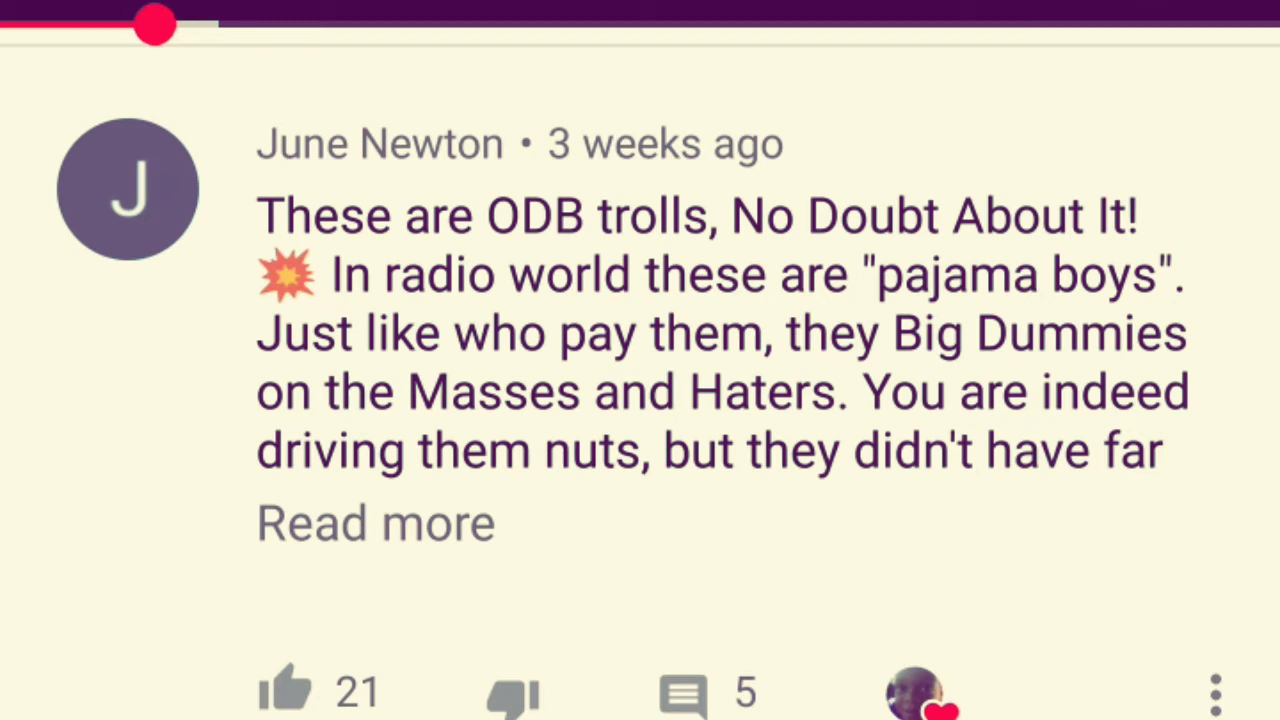 J
June Newton • 3 weeks ago
These are ODB trolls, No Doubt About It!
💥 In radio world these are "pajama boys".
Just like who pay them, they Big Dummies
on the Masses and Haters. You are indeed
driving them nuts, but they didn't have far
Read more
21 5